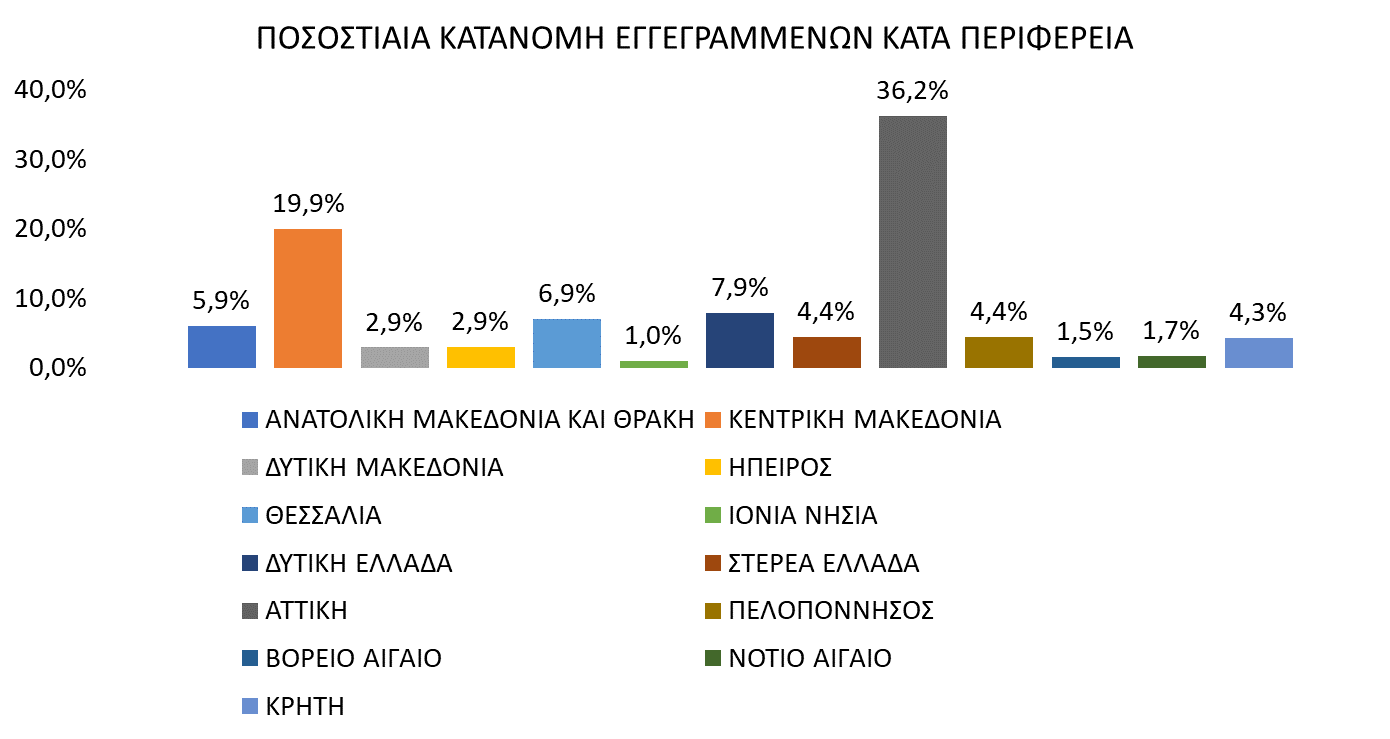 ΠΟΣΟΣΤΙΑΙΑ ΚΑΤΑΝΟΜΗ ΕΓΓΕΓΡΑΜΜΕΝΩΝ ΚΑΤΑ ΠΕΡΙΦΕΡΕΙΑ
40,0%
30,0%
20,0%
10,0%
0,0%
5,9%
19,9%
2,9%
2,9%
6,9%
1,0%
7,9%
4,4%
36,2%
4,4%
1,5%
1,7%
4,3%
ΑΝΑΤΟΛΙΚΗ ΜΑΚΕΔΟΝΙΑ ΚΑΙ ΘΡΑΚΗ
ΚΕΝΤΡΙΚΗ ΜΑΚΕΔΟΝΙΑ
ΔΥΤΙΚΗ ΜΑΚΕΔΟΝΙΑ
ΗΠΕΙΡΟΣ
ΘΕΣΣΑΛΙΑ
ΙΟΝΙΑ ΝΗΣΙΑ
ΔΥΤΙΚΗ ΕΛΛΑΔΑ
ΣΤΕΡΕΑ ΕΛΛΑΔΑ
ΑΤΤΙΚΗ
ΠΕΛΟΠΟΝΝΗΣΟΣ
ΒΟΡΕΙΟ ΑΙΓΑΙΟ
ΝΟΤΙΟ ΑΙΓΑΙΟ
ΚΡΗΤΗ